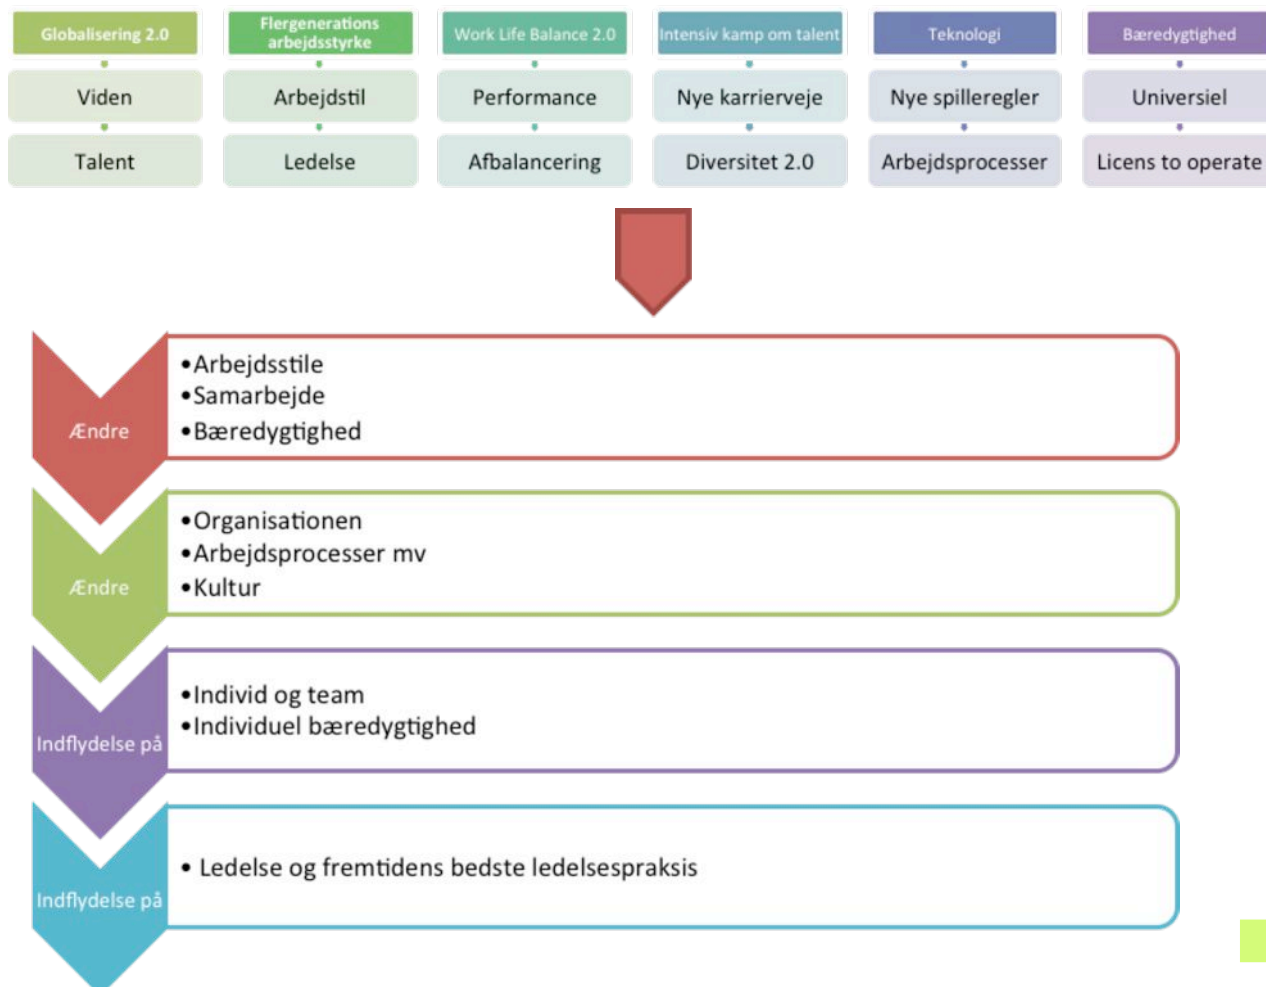 Globalisering 2.0
Flergenerations
arbejdsstyrke
Work Life Balance 2.0
Intensiv kamp om talent
Teknologi
Bæredygtighed
Viden
Arbejdstil
Performance
Nye karrierveje
Nye spilleregler
Universiel
Talent
Ledelse
Afbalancering
Diversitet 2.0
Arbejdsprocesser
Licens to operate
Ændre
•Arbejdsstile
•Samarbejde
•Bæredygtighed
Ændre
•Organisationen
•Arbejdsprocesser mv
•Kultur
Indflydelse på
•Individ og team
•Individuel bæredygtighed
Indflydelse på
• Ledelse og fremtidens bedste ledelsespraksis